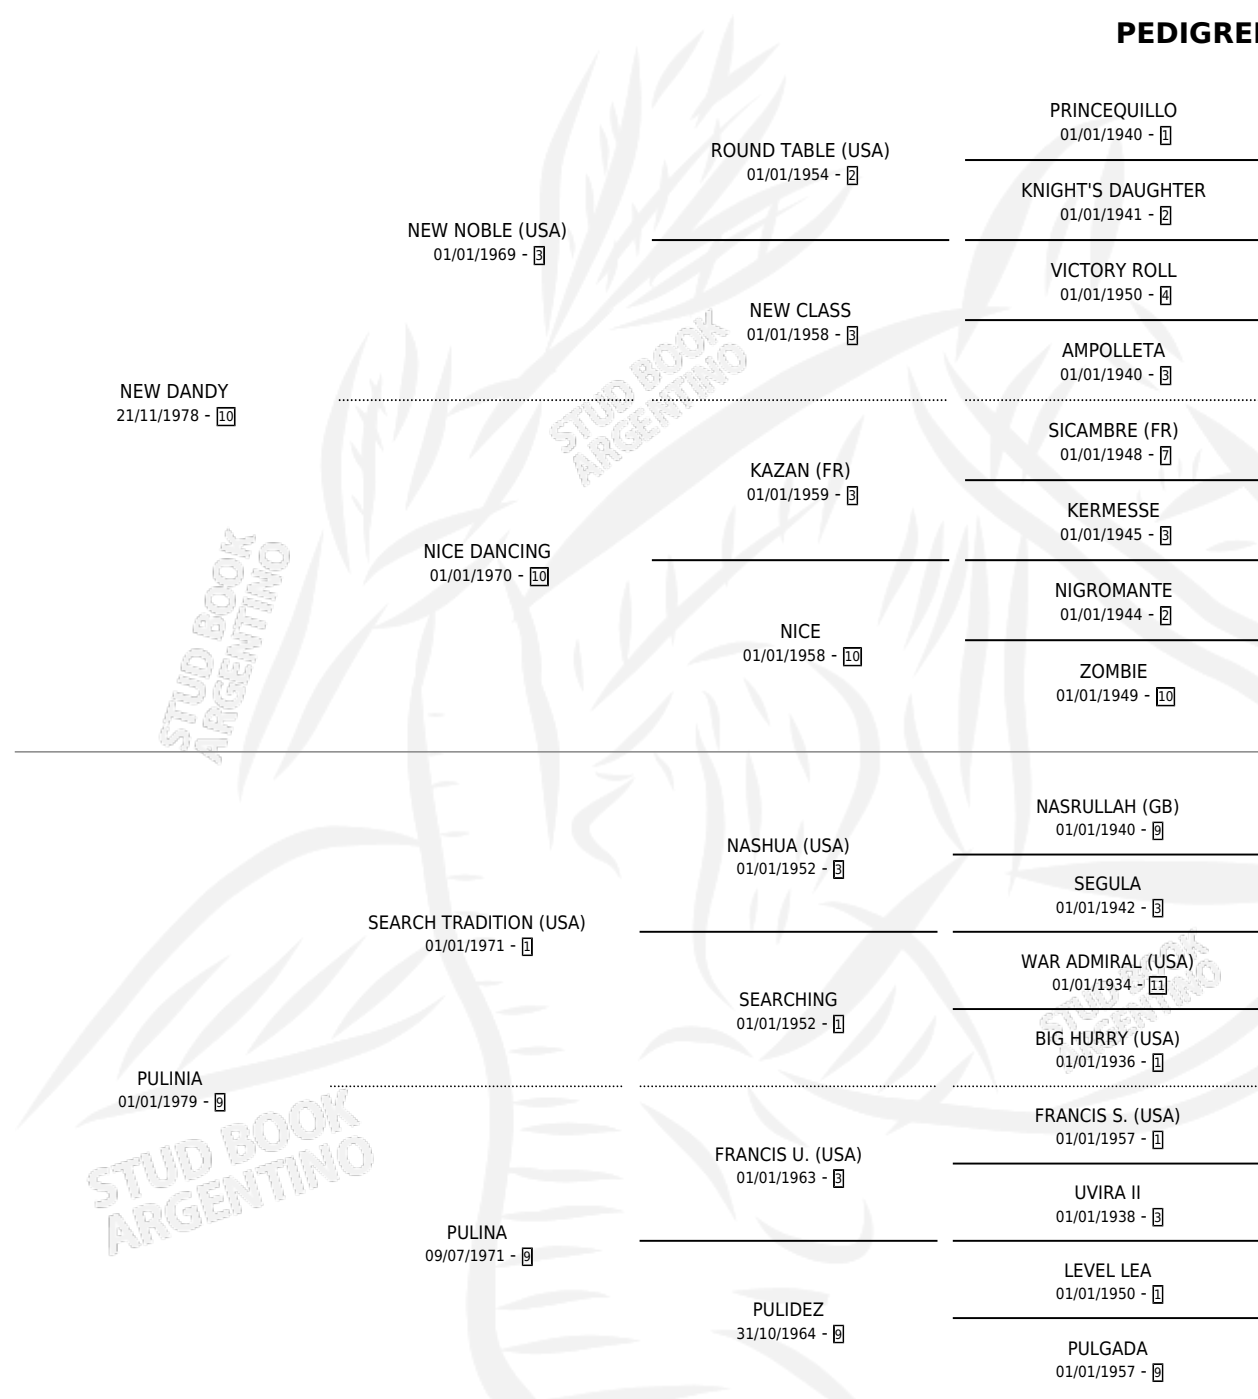 PEDIGREE
PRINCEQUILLO
01/01/1940 - 1
ROUND TABLE (USA)
01/01/1954 - 2
KNIGHT'S DAUGHTER
01/01/1941 - 2
NEW NOBLE (USA)
01/01/1969 - 3
VICTORY ROLL
01/01/1950 - 4
NEW CLASS
01/01/1958 - 3
AMPOLLETA
01/01/1940 - 3
NEW DANDY
21/11/1978 - 10
SICAMBRE (FR)
01/01/1948 - 7
KAZAN (FR)
01/01/1959 - 3
KERMESSE
01/01/1945 - 3
NICE DANCING
01/01/1970 - 10
NIGROMANTE
01/01/1944 - 2
NICE
01/01/1958 - 10
ZOMBIE
01/01/1949 - 10
NASRULLAH (GB)
01/01/1940 - 9
NASHUA (USA)
01/01/1952 - 3
SEGULA
01/01/1942 - 3
SEARCH TRADITION (USA)
01/01/1971 - 1
WAR ADMIRAL (USA)
01/01/1934 - 11
SEARCHING
01/01/1952 - 1
BIG HURRY (USA)
01/01/1936 - 1
PULINIA
01/01/1979 - 9
FRANCIS S. (USA)
01/01/1957 - 1
FRANCIS U. (USA)
01/01/1963 - 3
UVIRA II
01/01/1938 - 3
PULINA
09/07/1971 - 9
LEVEL LEA
01/01/1950 - 1
PULIDEZ
31/10/1964 - 9
PULGADA
01/01/1957 - 9
STUD BOOK
ARGENTINO
STUD BOOK
ARGENTINO
STUD BOOK
ARGENTINO
STUD BOOK
ARGENTINO